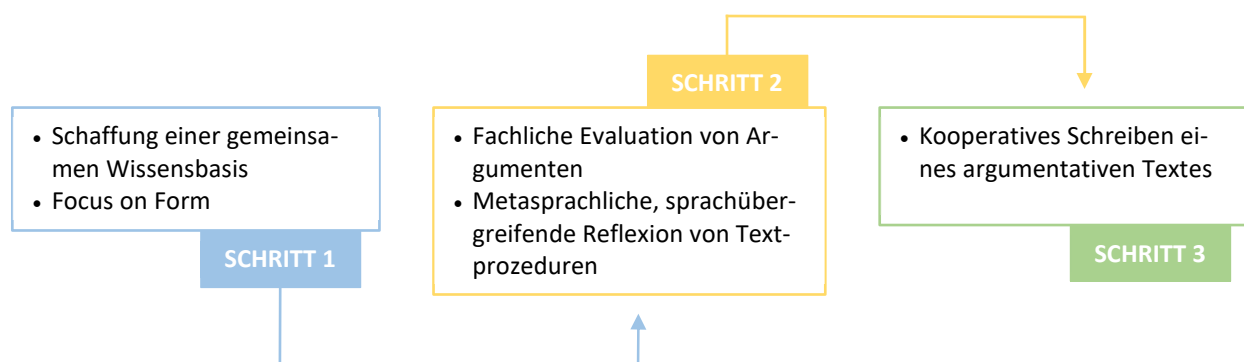 • Schaffung einer gemeinsa-
men Wissensbasis
• Focus on Form
SCHRITT 1
SCHRITT 2
• Fachliche Evaluation von Ar-
gumenten
• Metasprachliche, sprachüber-
greifende Reflexion von Text-
prozeduren
• Kooperatives Schreiben ei-
nes argumentativen Textes
SCHRITT 3